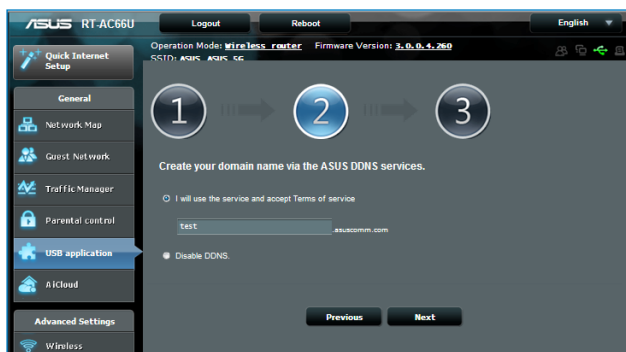 ASUS RT-AC66U
Logout
Reboot
English
Quick Internet
Setup
Operation Mode: Wireless router Firmware Version: 3.0.0.4.260
SSID: ASUS ASUS_5G
General
Network Map
Guest Network
Traffic Manager
Parental control
USB application
AiCloud
Advanced Settings
Wireless
1
2
3
Create your domain name via the ASUS DDNS services.
I will use the service and accept Terms of service
test
.asuscomm.com
Disable DDNS.
Previous
Next